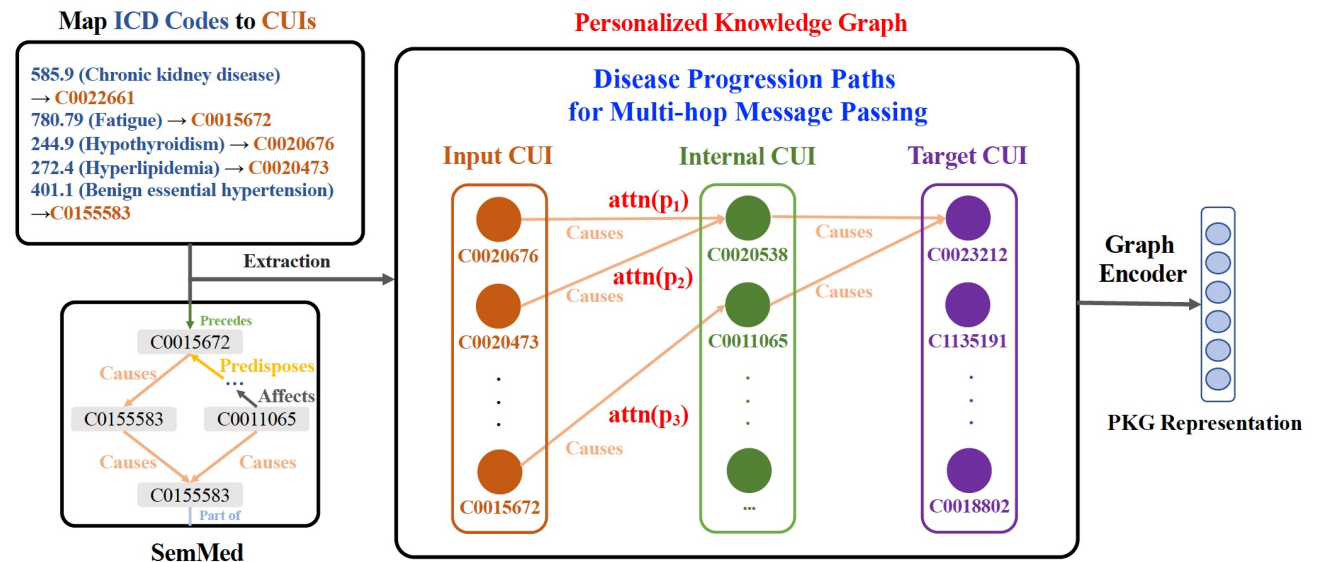 Map ICD Codes to CUIs
585.9 (Chronic kidney disease)
→ C0022661
780.79 (Fatigue) → C0015672
244.9 (Hypothyroidism) → C0020676
272.4 (Hyperlipidemia) → C0020473
401.1 (Benign essential hypertension)
→C0155583
Extraction
Precedes
C0015672
Causes
Predisposes
...
Affects
C0155583
C0011065
Causes
Causes
C0155583
Part of
SemMed
Personalized Knowledge Graph
Disease Progression Paths
for Multi-hop Message Passing
Input CUI
Internal CUI
Target CUI
attn(p1)
Causes
Causes
C0020676
C0020538
C0023212
attn(p2)
Causes
Causes
C0020473
C0011065
C1135191
attn(p3)
Causes
C0015672
...
C0018802
Graph
Encoder
PKG Representation